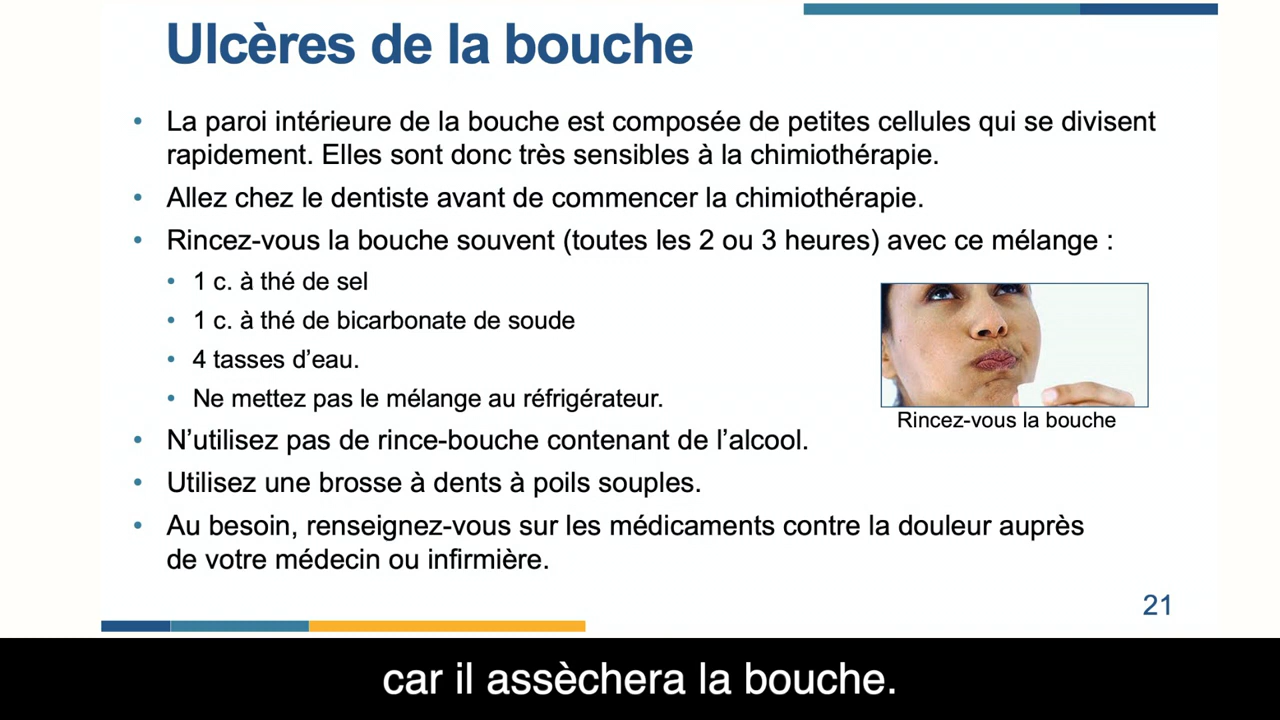 Ulcères de la bouche
• La paroi intérieure de la bouche est composée de petites cellules qui se divisent
rapidement. Elles sont donc très sensibles à la chimiothérapie.
• Allez chez le dentiste avant de commencer la chimiothérapie.
• Rincez-vous la bouche souvent (toutes les 2 ou 3 heures) avec ce mélange :
• 1 c. à thé de sel
• 1 c. à thé de bicarbonate de soude
• 4 tasses d’eau.
• Ne mettez pas le mélange au réfrigérateur.
Rincez-vous la bouche
• N’utilisez pas de rince-bouche contenant de l’alcool.
• Utilisez une brosse à dents à poils souples.
• Au besoin, renseignez-vous sur les médicaments contre la douleur auprès
de votre médecin ou infirmière.
21
car il assèchera la bouche.